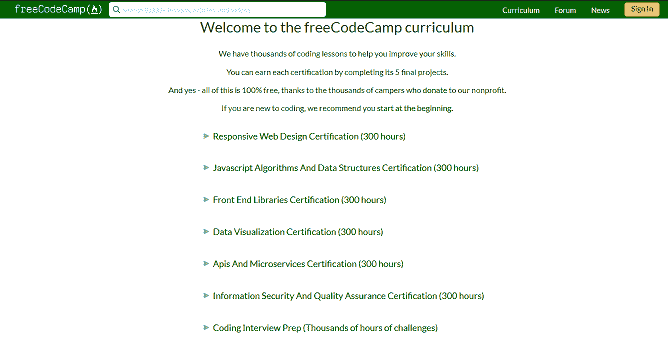 freeCodeCamp
Curriculum Forum News Sign In
Welcome to the freeCodeCamp curriculum
We have thousands of coding lessons to help you improve your skills.
You can earn each certification by completing its 5 final projects.
And yes - all of this is 100% free, thanks to the thousands of campers who donate to our nonprofit.
If you are new to coding, we recommend you start at the beginning.
Responsive Web Design Certification (300 hours)
Javascript Algorithms And Data Structures Certification (300 hours)
Front End Libraries Certification (300 hours)
Data Visualization Certification (300 hours)
Apis And Microservices Certification (300 hours)
Information Security And Quality Assurance Certification (300 hours)
Coding Interview Prep (Thousands of hours of challenges)